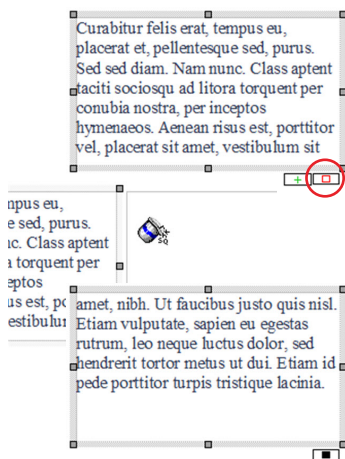 Curabitur felis erat, tempus eu,
placerat et, pellentesque sed, purus.
Sed sed diam. Nam nunc. Class aptent
taciti sociosqu ad litora torquent per
conubia nostra, per inceptos
hymenaeos. Aenean risus est, porttitor
vel, placerat sit amet, vestibulum sit
mpus eu,
e sed, purus.
nc. Class aptent
a torquent per
eptos
us est, po
estibulu
amet, nibh. Ut faucibus justo quis nisl.
Etiam vulputate, sapien eu egestas
rutrum, leo neque luctus dolor, sed
hendrerit tortor metus ut dui. Etiam id
pede porttitor turpis tristique lacinia.